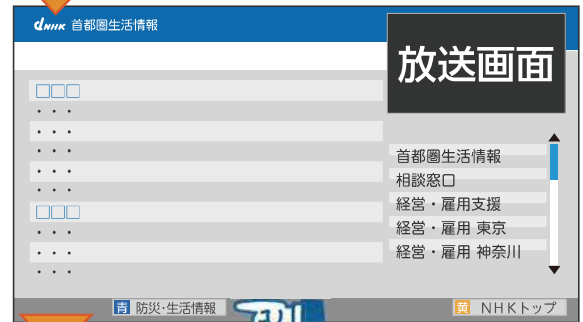 dNHK 首都圏生活情報
放送画面
□□□
・・・
・・・
・・・
・・・
・・・
□□□
・・・
・・・
・・・
首都圏生活情報
相談窓口
経営・雇用支援
経営・雇用 東京
経営・雇用 神奈川
青 防災・生活情報
黄 NHKトップ